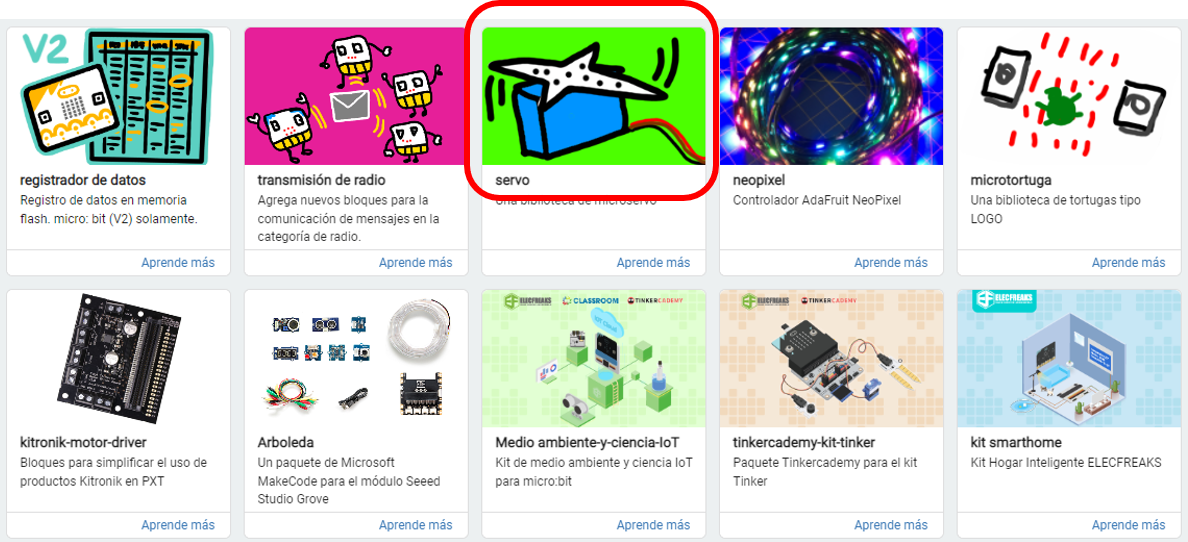 V2
registrador de datos
Registro de datos en memoria
flash. micro: bit (V2) solamente.
Aprende más
transmisión de radio
Agrega nuevos bloques para la
comunicación de mensajes en la
categoría de radio.
Aprende más
servo
Una biblioteca de microservo
Aprende más
neopixel
Controlador AdaFruit NeoPixel
Aprende más
microtortuga
Una biblioteca de tortugas tipo
LOGO
Aprende más
kitronik-motor-driver
Bloques para simplificar el uso de
productos Kitronik en PXT
Aprende más
Arboleda
Un paquete de Microsoft
MakeCode para el módulo Seeed
Studio Grove
Aprende más
ELECFREAKS CLASSROOM TINKERCADEMY
Medio ambiente-y-ciencia-IoT
Kit de medio ambiente y ciencia IoT
para micro:bit
Aprende más
ELECFREAKS TINKERCADEMY
tinkercademy-kit-tinker
Paquete Tinkercademy para el kit
Tinker
Aprende más
ELECFREAKS
kit smarthome
Kit Hogar Inteligente ELECFREAKS
Aprende más